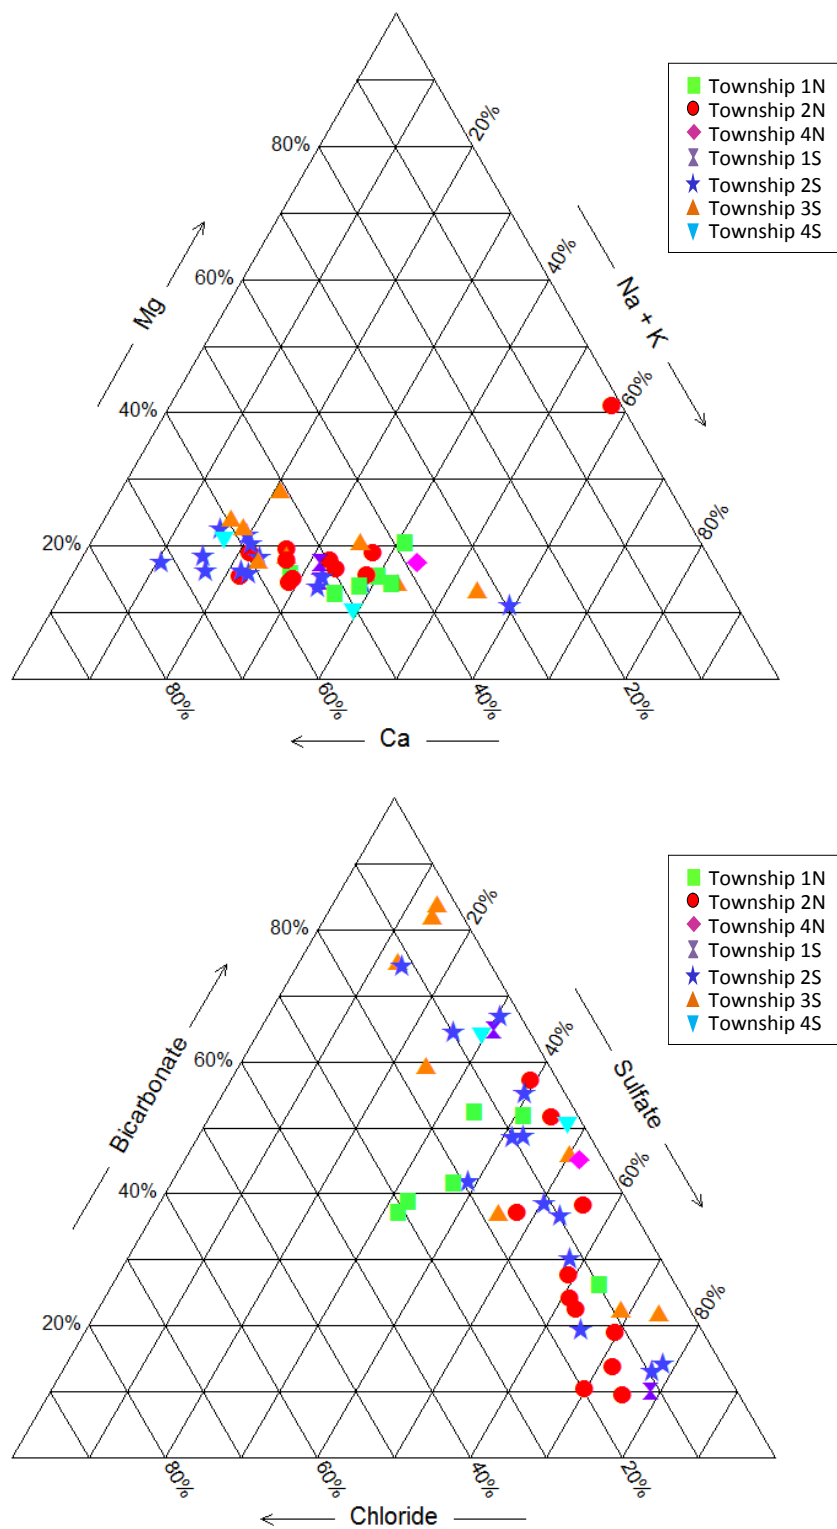 Township 1N
Township 2N
Township 4N
Township 1S
Township 2S
Township 3S
Township 4S
80%
20%
60%
40%
Mg
Na + K
40%
60%
20%
80%
80%
60%
40%
20%
Ca
Township 1N
Township 2N
Township 4N
Township 1S
Township 2S
Township 3S
Township 4S
80%
20%
60%
40%
Bicarbonate
Sulfate
40%
60%
20%
80%
80%
60%
40%
20%
Chloride